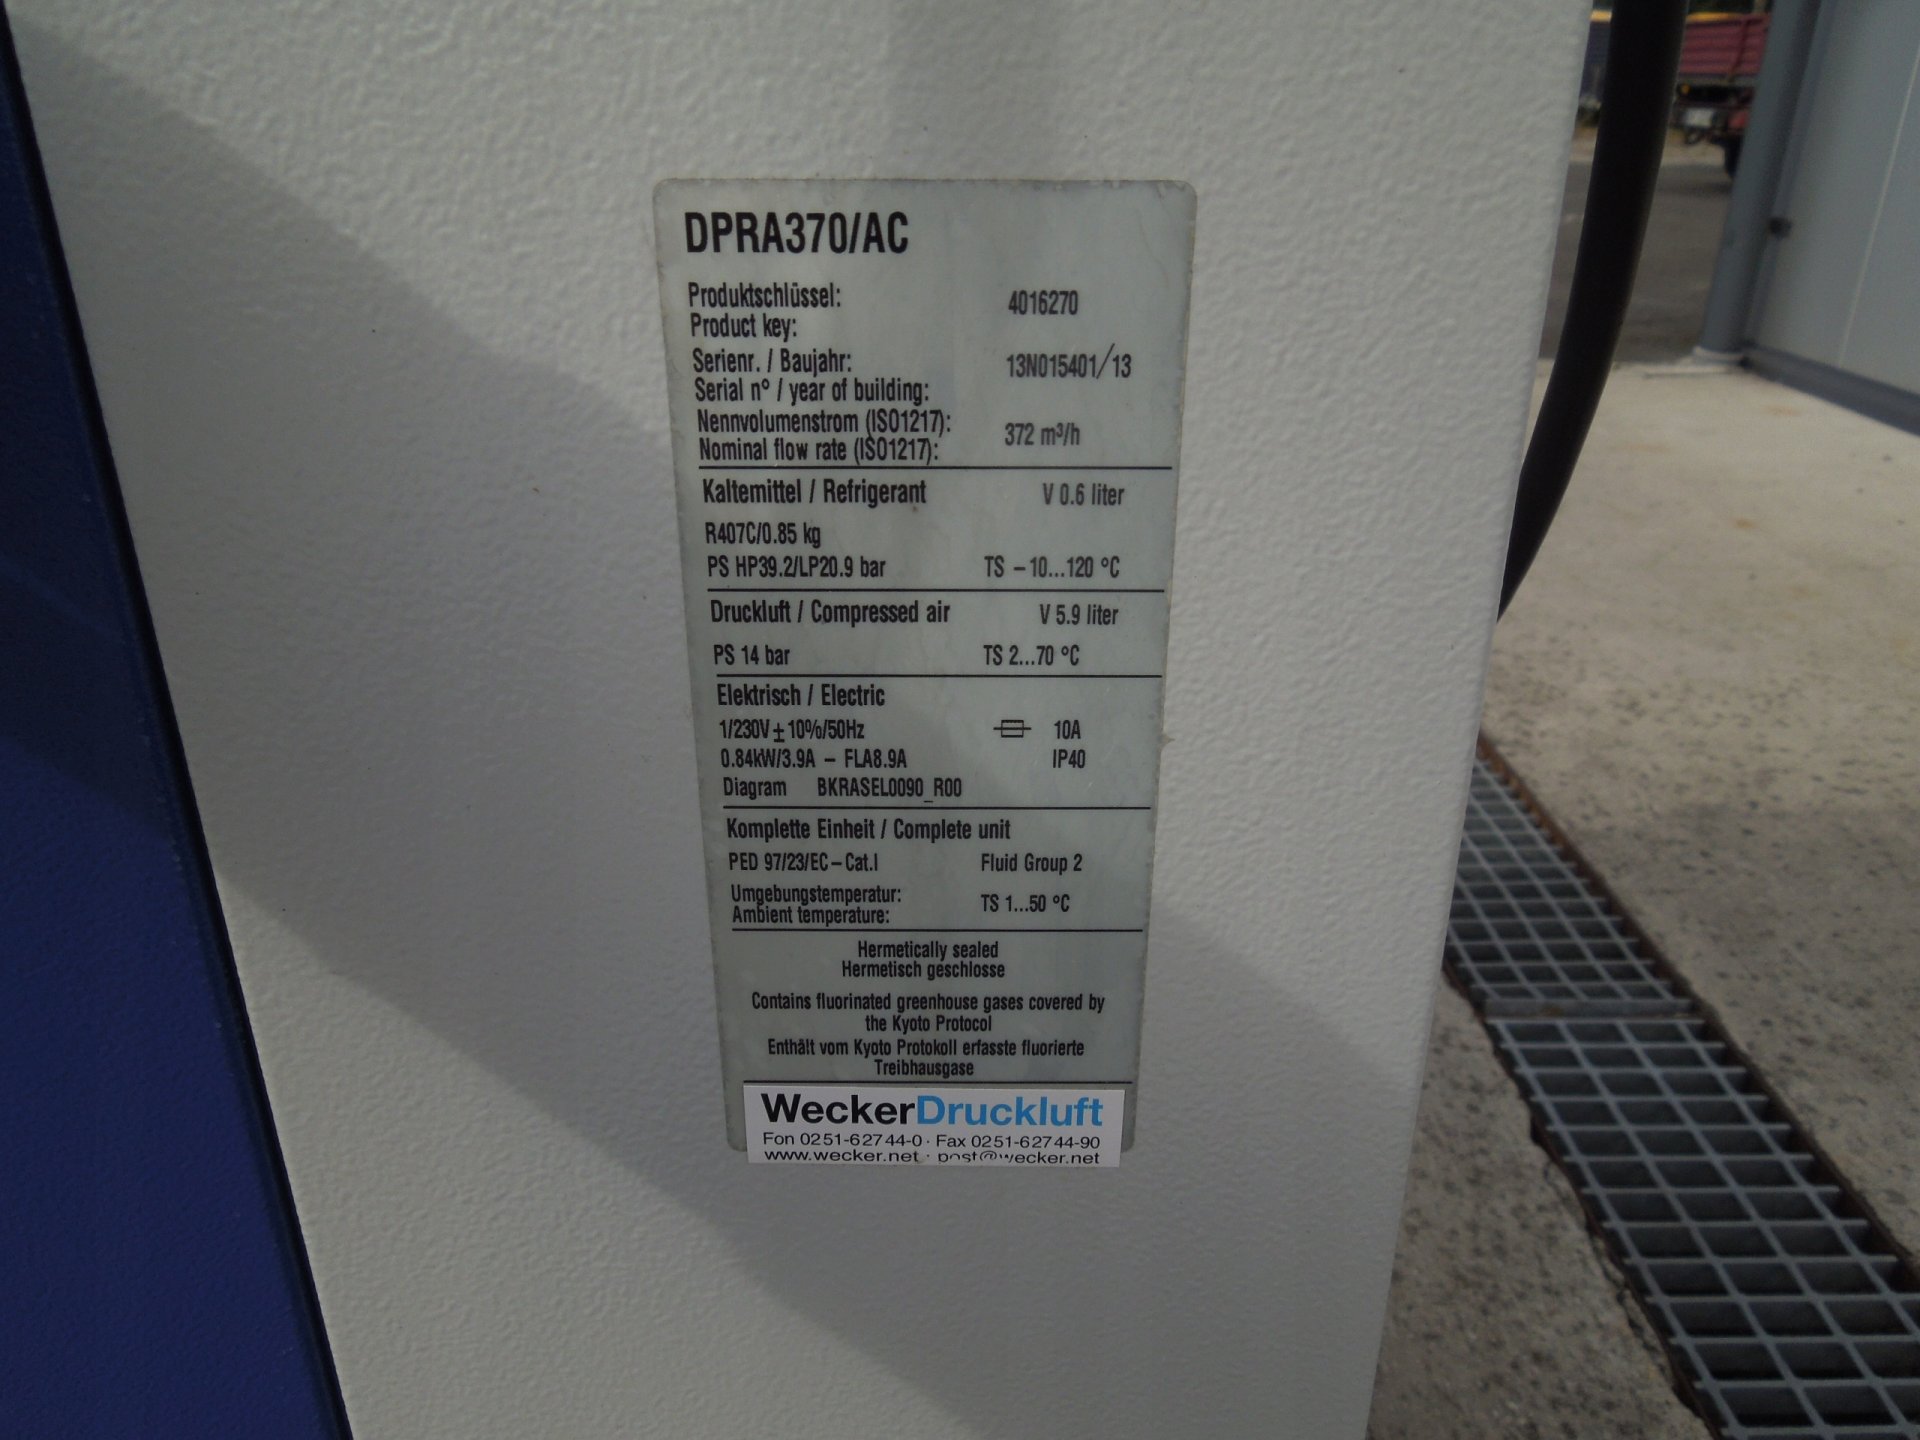 DPRA370/AC
Produktschlüssel: 4016270
Product key:
Serienr. / Baujahr: 13N015401/13
Serial n° / year of building:
Nennvolumenstrom (ISO1217): 372 m³/h
Nominal flow rate (ISO1217):
Kaltemittel / Refrigerant V 0.6 liter
R407C/0.85 kg
PS HP39.2/LP20.9 bar TS -10...120 °C
Druckluft / Compressed air V 5.9 liter
PS 14 bar TS 2...70 °C
Elektrisch / Electric
1/230V ± 10%/50Hz 10A
0.84kW/3.9A - FLA8.9A IP40
Diagram BKRASEL0090_R00
Komplette Einheit / Complete unit
PED 97/23/EC - Cat.I Fluid Group 2
Umgebungstemperatur: TS 1...50 °C
Ambient temperature:
Hermetically sealed
Hermetisch geschlosse
Contains fluorinated greenhouse gases covered by
the Kyoto Protocol
Enthält vom Kyoto Protokoll erfasste fluorierte
Treibhausgase
WeckerDruckluft
Fon 0251-62744-0 · Fax 0251-62744-90
www.wecker.net · post@wecker.net